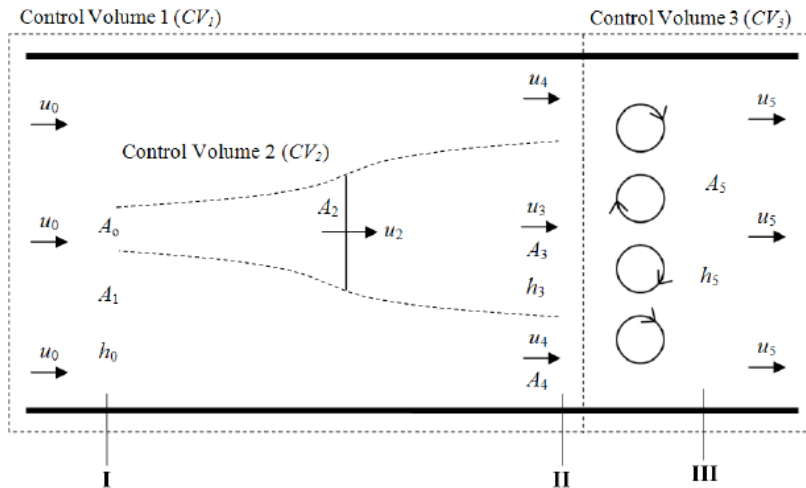 Control Volume 1 (CV₁) Control Volume 3 (CV₃)
u₀ u₄ u₅
Control Volume 2 (CV₂)
A₂ A₅
u₀ Aₒ u₂ u₃ u₅
A₃
A₁ h₃ h₅
u₀ h₀ u₄ u₅
A₄
I II III